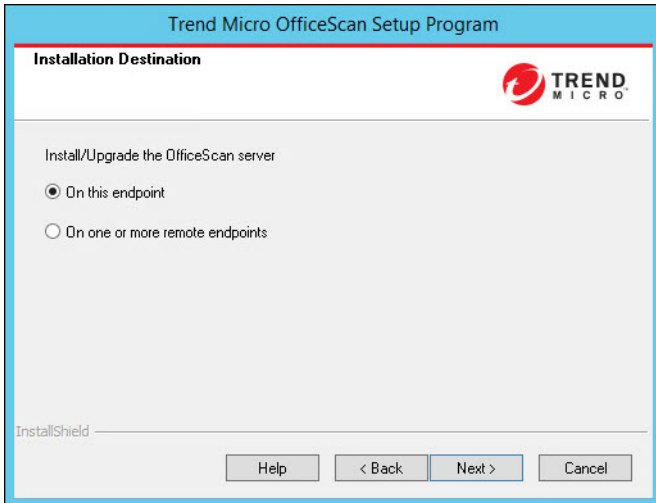 Trend Micro OfficeScan Setup Program
Installation Destination
TREND
MICRO
Install/Upgrade the OfficeScan server
On this endpoint
On one or more remote endpoints
InstallShield
Help
< Back
Next >
Cancel